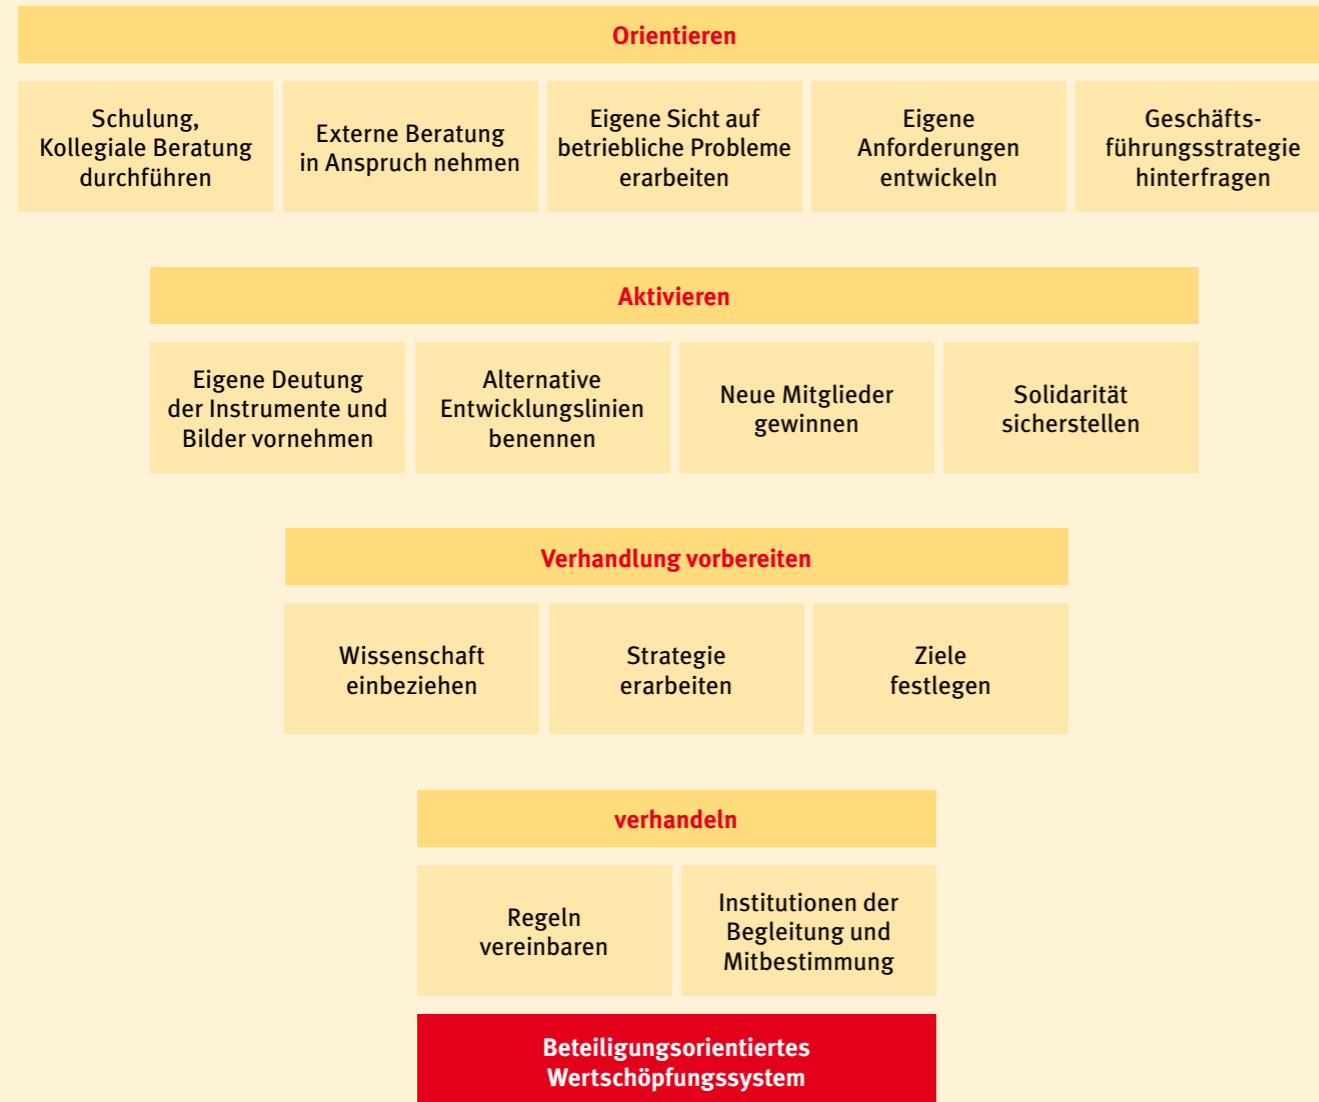 Orientieren
Schulung,
Kollegiale Beratung
durchführen
Externe Beratung
in Anspruch nehmen
Eigene Sicht auf
betriebliche Probleme
erarbeiten
Eigene
Anforderungen
entwickeln
Geschäfts-
führungsstrategie
hinterfragen
Aktivieren
Eigene Deutung
der Instrumente und
Bilder vornehmen
Alternative
Entwicklungslinien
benennen
Neue Mitglieder
gewinnen
Solidarität
sicherstellen
Verhandlung vorbereiten
Wissenschaft
einbeziehen
Strategie
erarbeiten
Ziele
festlegen
verhandeln
Regeln
vereinbaren
Institutionen der
Begleitung und
Mitbestimmung
Beteiligungsorientiertes
Wertschöpfungssystem